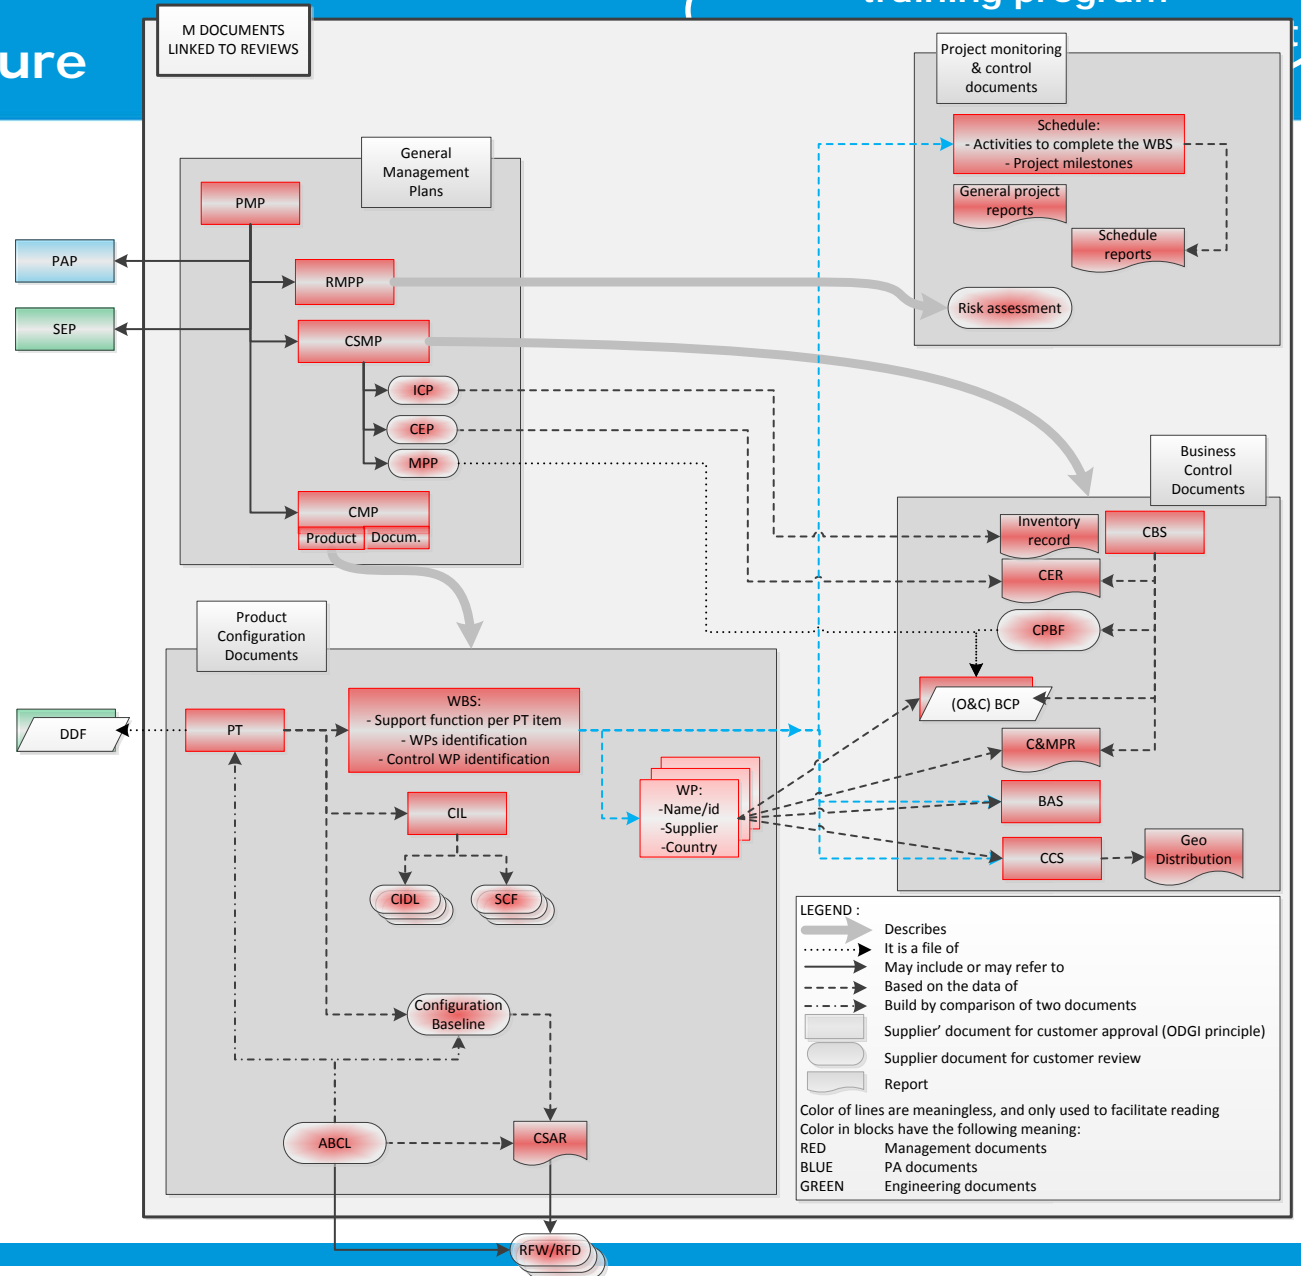 training program
ure
M DOCUMENTS
LINKED TO REVIEWS
Project monitoring
& control
documents
Schedule:
- Activities to complete the WBS
- Project milestones
General project
reports
Schedule
reports
Risk assessment
General
Management
Plans
PMP
PAP
RMPP
SEP
CSMP
ICP
CEP
MPP
CMP
Product
Docum.
Business
Control
Documents
Inventory
record
CBS
CER
CPBF
(O&C) BCP
C&MPR
BAS
CCS
Geo
Distribution
Product
Configuration
Documents
DDF
PT
WBS:
- Support function per PT item
- WPs identification
- Control WP identification
WP:
-Name/id
-Supplier
-Country
CIL
CIDL
SCF
Configuration
Baseline
ABCL
CSAR
RFW/RFD
LEGEND :
Describes
It is a file of
May include or may refer to
Based on the data of
Build by comparison of two documents
Supplier' document for customer approval (ODGI principle)
Supplier document for customer review
Report
Color of lines are meaningless, and only used to facilitate reading
Color in blocks have the following meaning:
RED Management documents
BLUE PA documents
GREEN Engineering documents